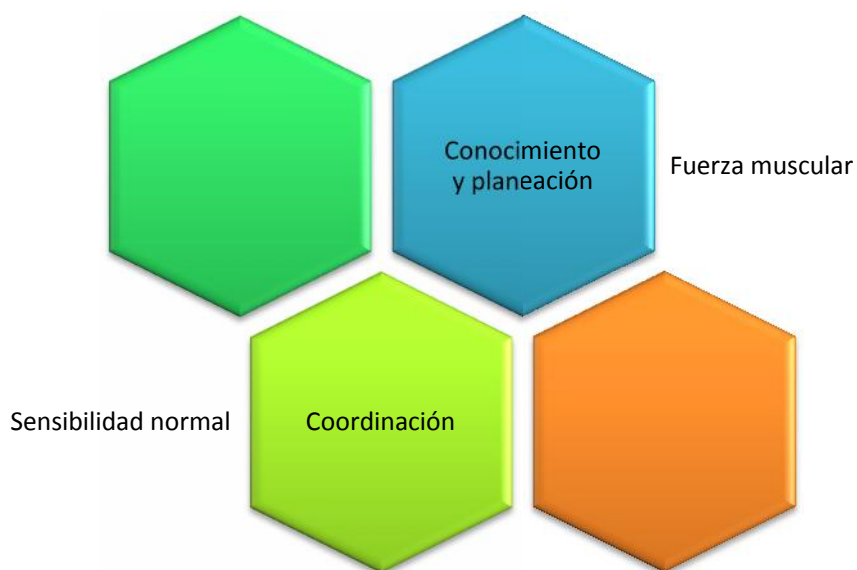 Conocimiento
y planeación
Fuerza muscular
Sensibilidad normal
Coordinación